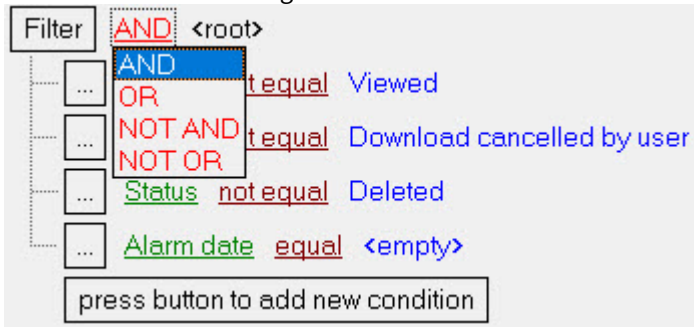 Filter AND <root>
AND
OR
NOT AND
NOT OR
... t equal Viewed
... t equal Download cancelled by user
... Status not equal Deleted
... Alarm date equal <empty>
press button to add new condition